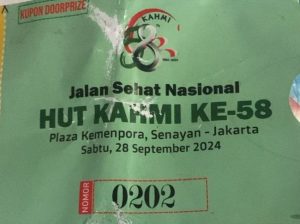 KUPON DOORPRIZE
KAHMI
58
Jalan Sehat Nasional
HUT KAHMI KE-58
Plaza Kemenpora, Senayan - Jakarta
Sabtu, 28 September 2024
NOMOR
0202